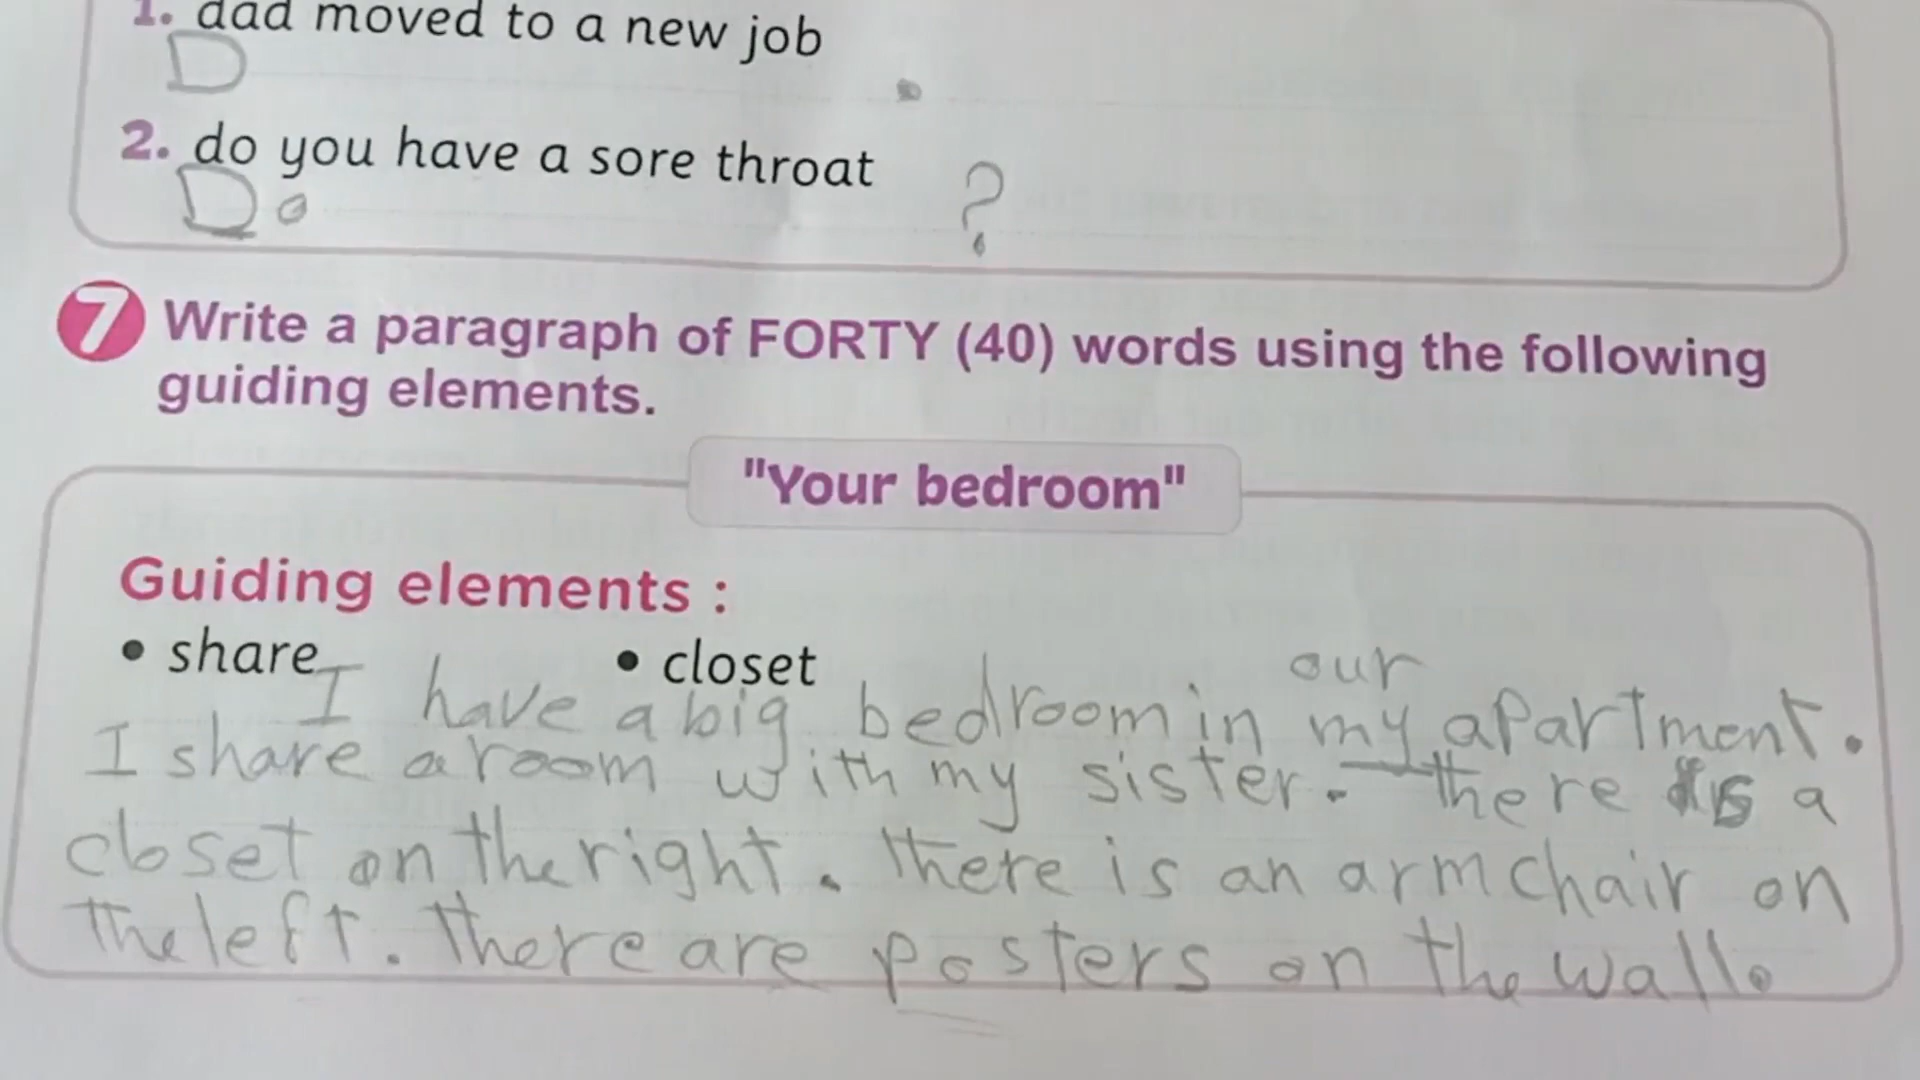 1. dad moved to a new job
D .
2. do you have a sore throat
Do ?
7 Write a paragraph of FORTY (40) words using the following
guiding elements.
"Your bedroom"
Guiding elements :
• share • closet
our
I have a big bedroom in my apartment.
I share a room with my sister. there is a
closet on the right. there is an armchair on
the left. there are posters on the wall.